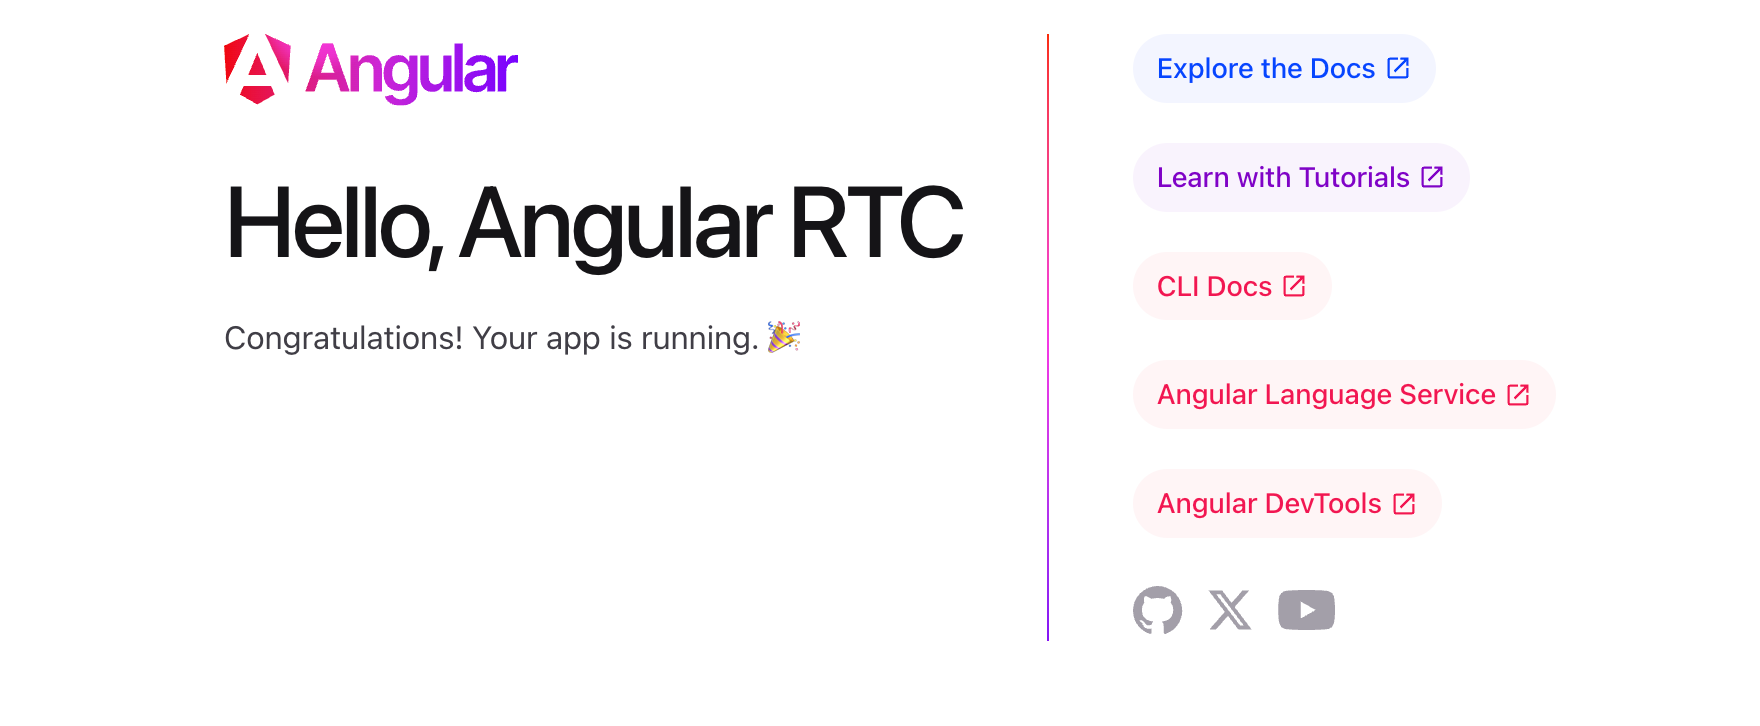 Angular
Hello, Angular RTC
Congratulations! Your app is running. 🎉
Explore the Docs
Learn with Tutorials
CLI Docs
Angular Language Service
Angular DevTools